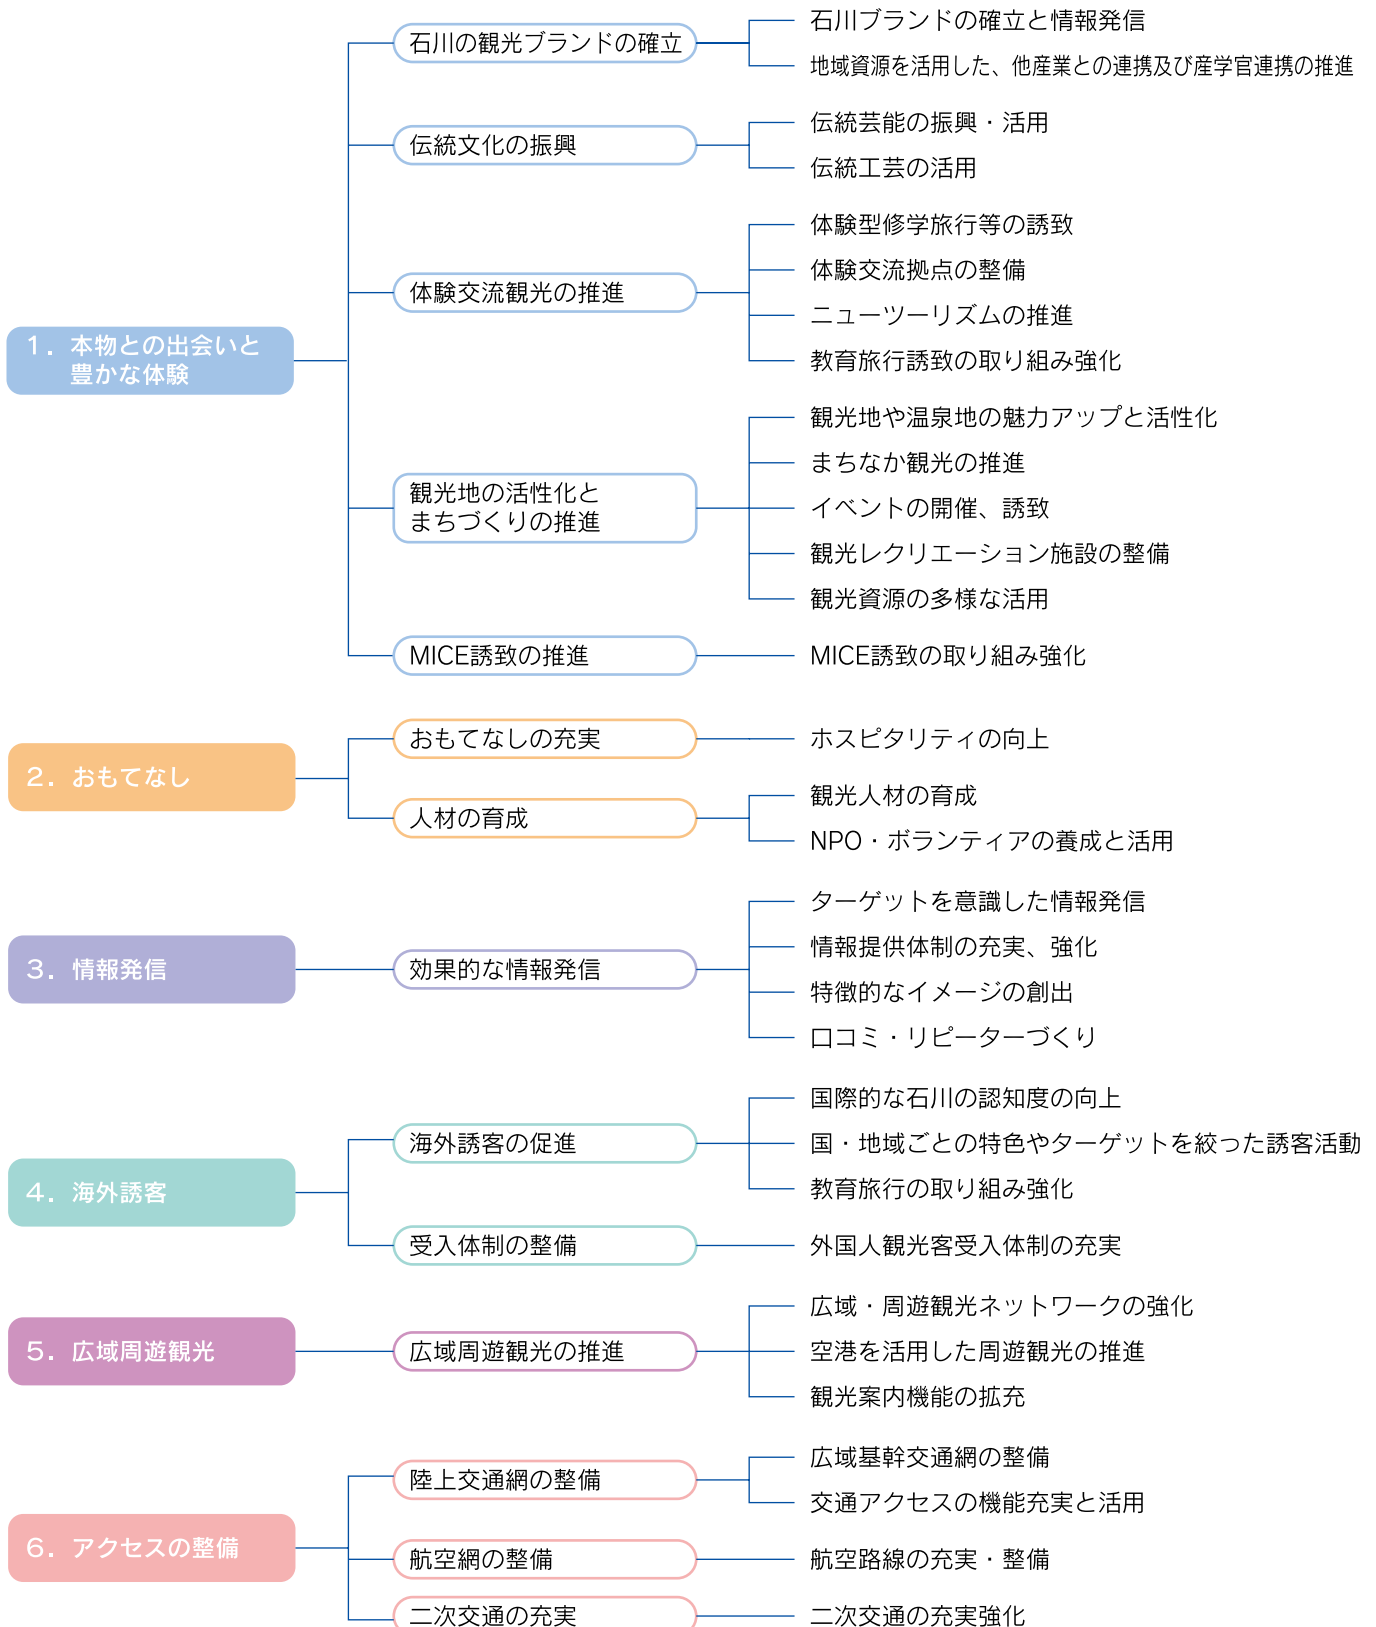 1. 本物との出会いと
豊かな体験
石川の観光ブランドの確立
石川ブランドの確立と情報発信
地域資源を活用した、他産業との連携及び産学官連携の推進
伝統文化の振興
伝統芸能の振興・活用
伝統工芸の活用
体験交流観光の推進
体験型修学旅行等の誘致
体験交流拠点の整備
ニューツーリズムの推進
教育旅行誘致の取り組み強化
観光地の活性化と
まちづくりの推進
観光地や温泉地の魅力アップと活性化
まちなか観光の推進
イベントの開催、誘致
観光レクリエーション施設の整備
観光資源の多様な活用
MICE誘致の推進
MICE誘致の取り組み強化
2. おもてなし
おもてなしの充実
ホスピタリティの向上
人材の育成
観光人材の育成
NPO・ボランティアの養成と活用
3. 情報発信
効果的な情報発信
ターゲットを意識した情報発信
情報提供体制の充実、強化
特徴的なイメージの創出
口コミ・リピーターづくり
4. 海外誘客
海外誘客の促進
国際的な石川の認知度の向上
国・地域ごとの特色やターゲットを絞った誘客活動
教育旅行の取り組み強化
受入体制の整備
外国人観光客受入体制の充実
5. 広域周遊観光
広域周遊観光の推進
広域・周遊観光ネットワークの強化
空港を活用した周遊観光の推進
観光案内機能の拡充
6. アクセスの整備
陸上交通網の整備
広域基幹交通網の整備
交通アクセスの機能充実と活用
航空網の整備
航空路線の充実・整備
二次交通の充実
二次交通の充実強化